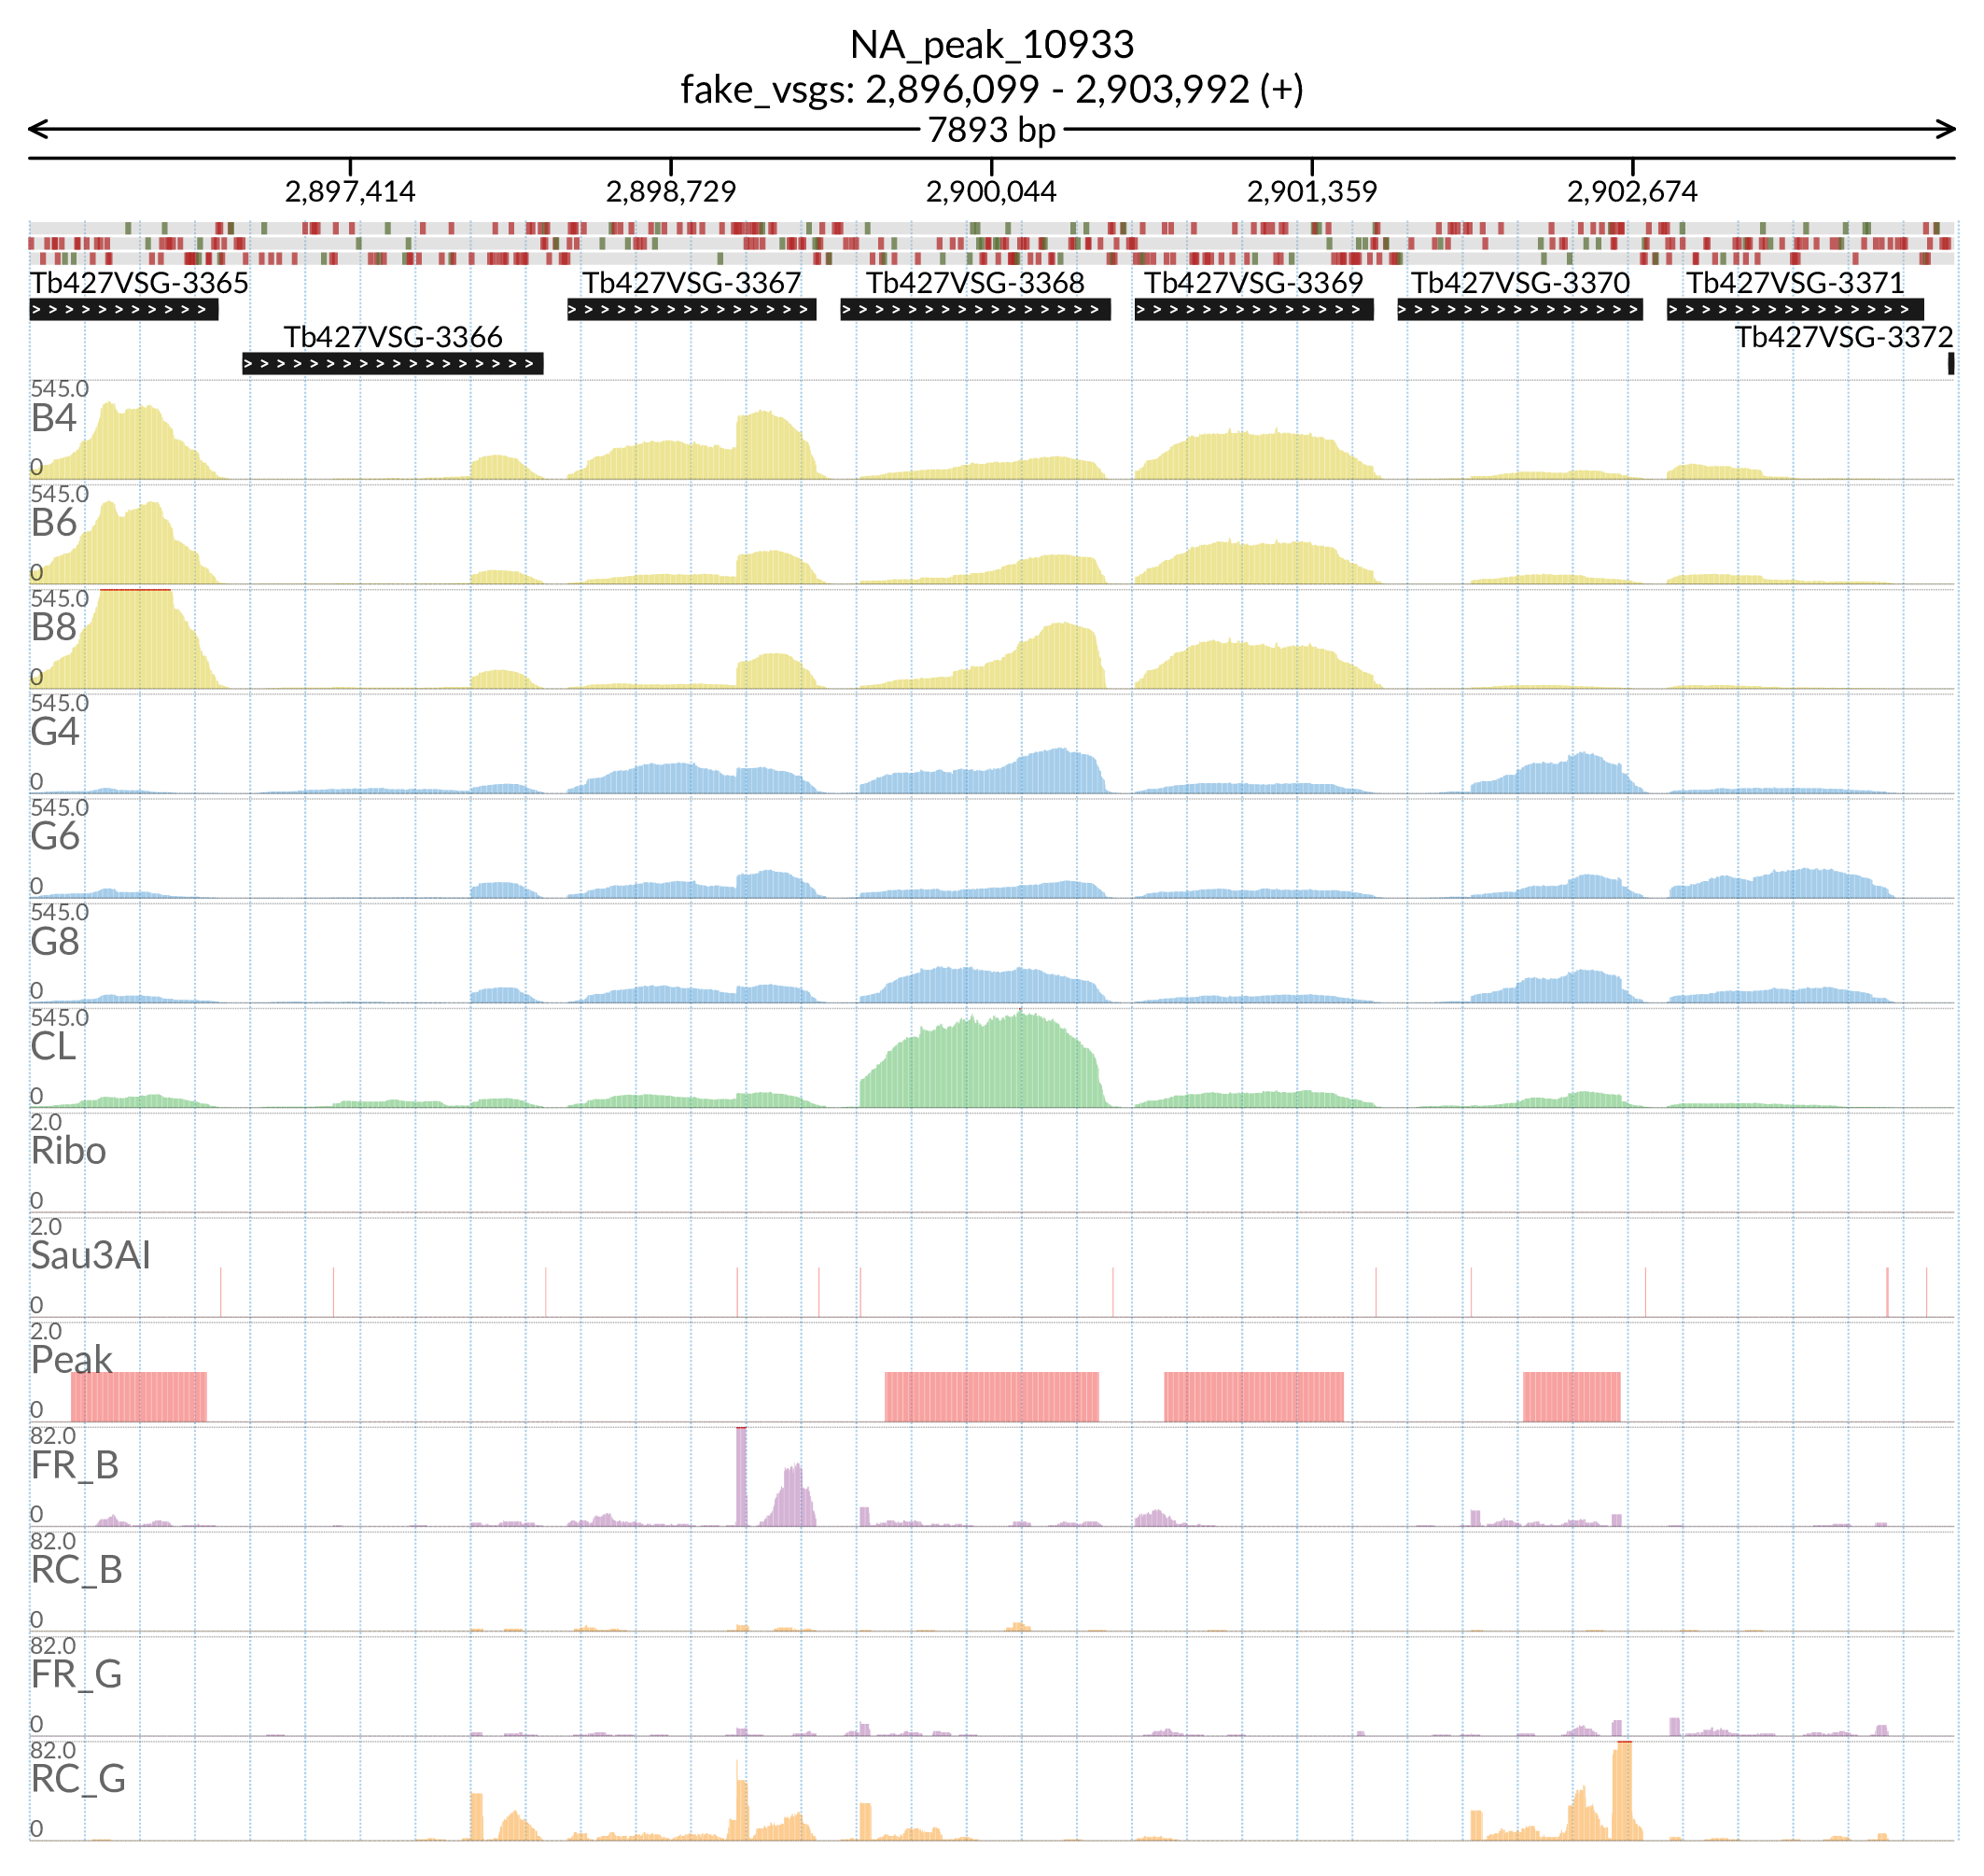 NA_peak_10933
fake_vsgs: 2,896,099 - 2,903,992 (+)
7893 bp
2,897,414 2,898,729 2,900,044 2,901,359 2,902,674
Tb427VSG-3365 Tb427VSG-3367 Tb427VSG-3368 Tb427VSG-3369 Tb427VSG-3370 Tb427VSG-3371
Tb427VSG-3366 Tb427VSG-3372
545.0
B4
0
545.0
B6
0
545.0
B8
0
545.0
G4
0
545.0
G6
0
545.0
G8
0
545.0
CL
0
2.0
Ribo
0
2.0
Sau3AI
0
2.0
Peak
0
82.0
FR_B
0
82.0
RC_B
0
82.0
FR_G
0
82.0
RC_G
0